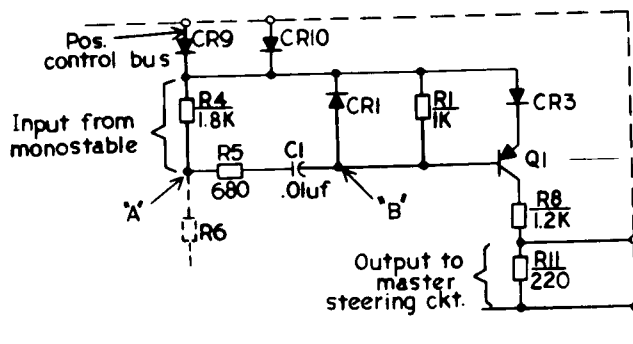 Pos.
control bus
CR9
CR10
Input from
monostable
R4
1.8K
CR1
R1
1K
CR3
R5
680
C1
.01uf
Q1
"A"
"B"
R6
R8
1.2K
Output to
master
steering ckt.
R11
220